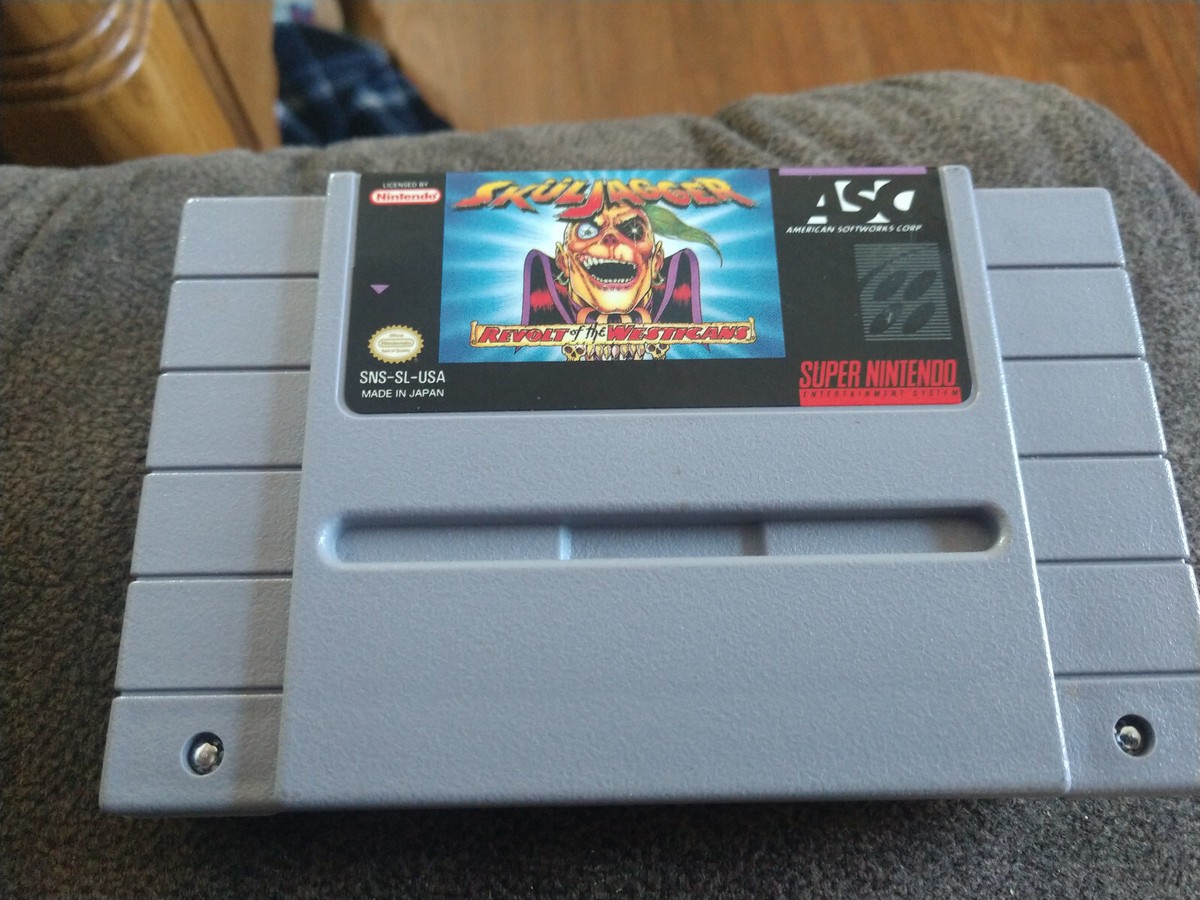 LICENSED BY
Nintendo
SKÜLJAGGER
REVOLT of the WESTICANS
SNS-SL-USA
MADE IN JAPAN
ASC
AMERICAN SOFTWORKS CORP
SUPER NINTENDO
ENTERTAINMENT SYSTEM